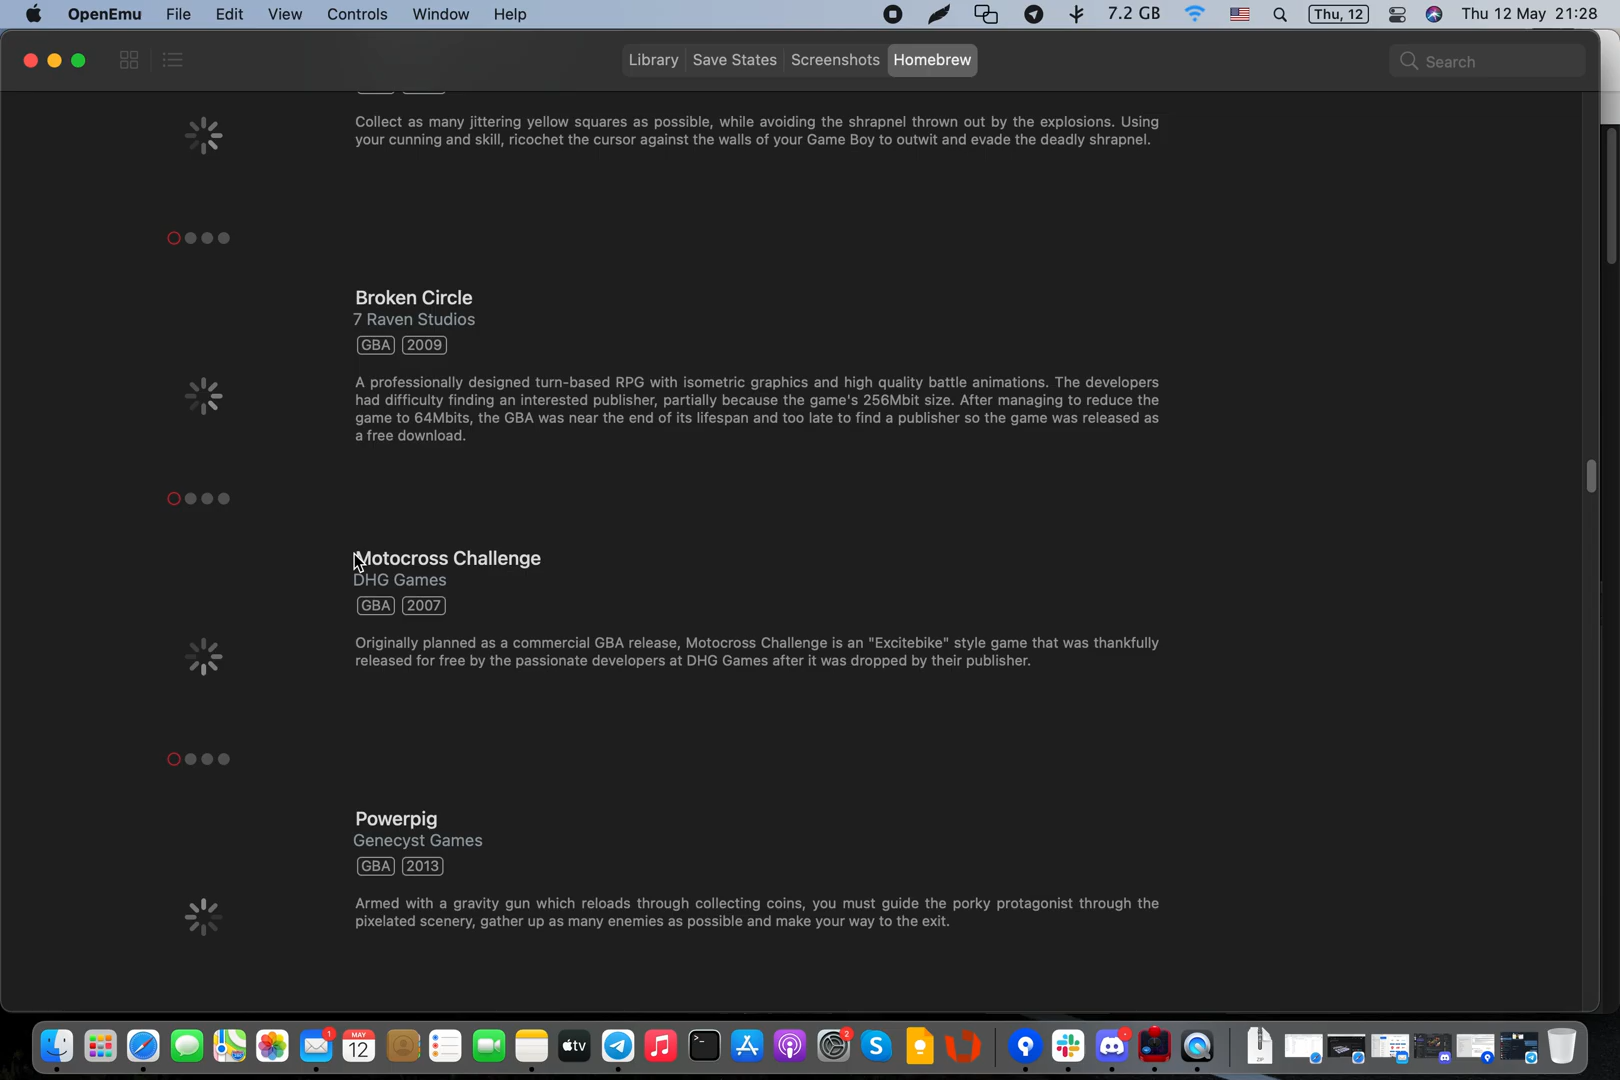 OpenEmu File Edit View Controls Window Help 7.2 GB Thu, 12 Thu 12 May 21:28
Library Save States Screenshots Homebrew Search
Collect as many jittering yellow squares as possible, while avoiding the shrapnel thrown out by the explosions. Using
your cunning and skill, ricochet the cursor against the walls of your Game Boy to outwit and evade the deadly shrapnel.
Broken Circle
7 Raven Studios
GBA 2009
A professionally designed turn-based RPG with isometric graphics and high quality battle animations. The developers
had difficulty finding an interested publisher, partially because the game's 256Mbit size. After managing to reduce the
game to 64Mbits, the GBA was near the end of its lifespan and too late to find a publisher so the game was released as
a free download.
Motocross Challenge
DHG Games
GBA 2007
Originally planned as a commercial GBA release, Motocross Challenge is an "Excitebike" style game that was thankfully
released for free by the passionate developers at DHG Games after it was dropped by their publisher.
Powerpig
Genecyst Games
GBA 2013
Armed with a gravity gun which reloads through collecting coins, you must guide the porky protagonist through the
pixelated scenery, gather up as many enemies as possible and make your way to the exit.
1 MAY 12 tv 2 ZIP